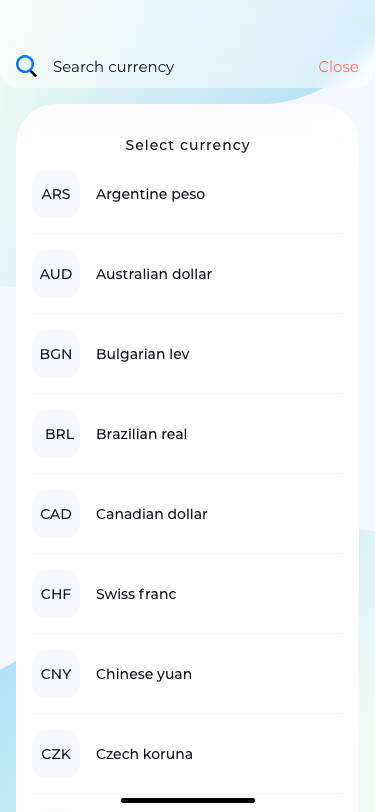 Search currency
Close
Select currency
ARS Argentine peso
AUD Australian dollar
BGN Bulgarian lev
BRL Brazilian real
CAD Canadian dollar
CHF Swiss franc
CNY Chinese yuan
CZK Czech koruna